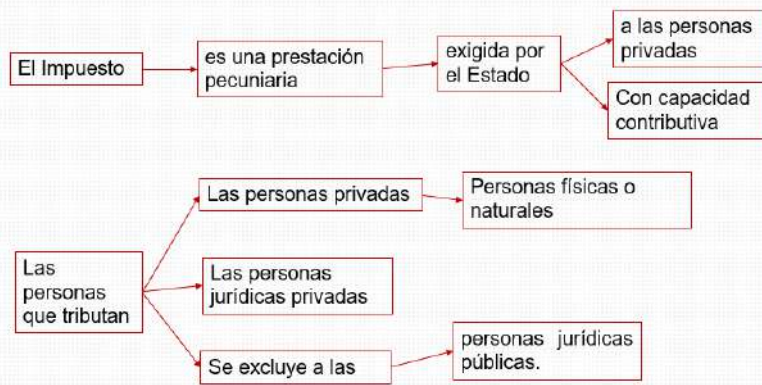 El Impuesto
es una prestación
pecuniaria
exigida por
el Estado
a las personas
privadas
Con capacidad
contributiva
Las personas que tributan
Las personas privadas
Personas físicas o
naturales
Las personas
jurídicas privadas
Se excluye a las
personas jurídicas
públicas.